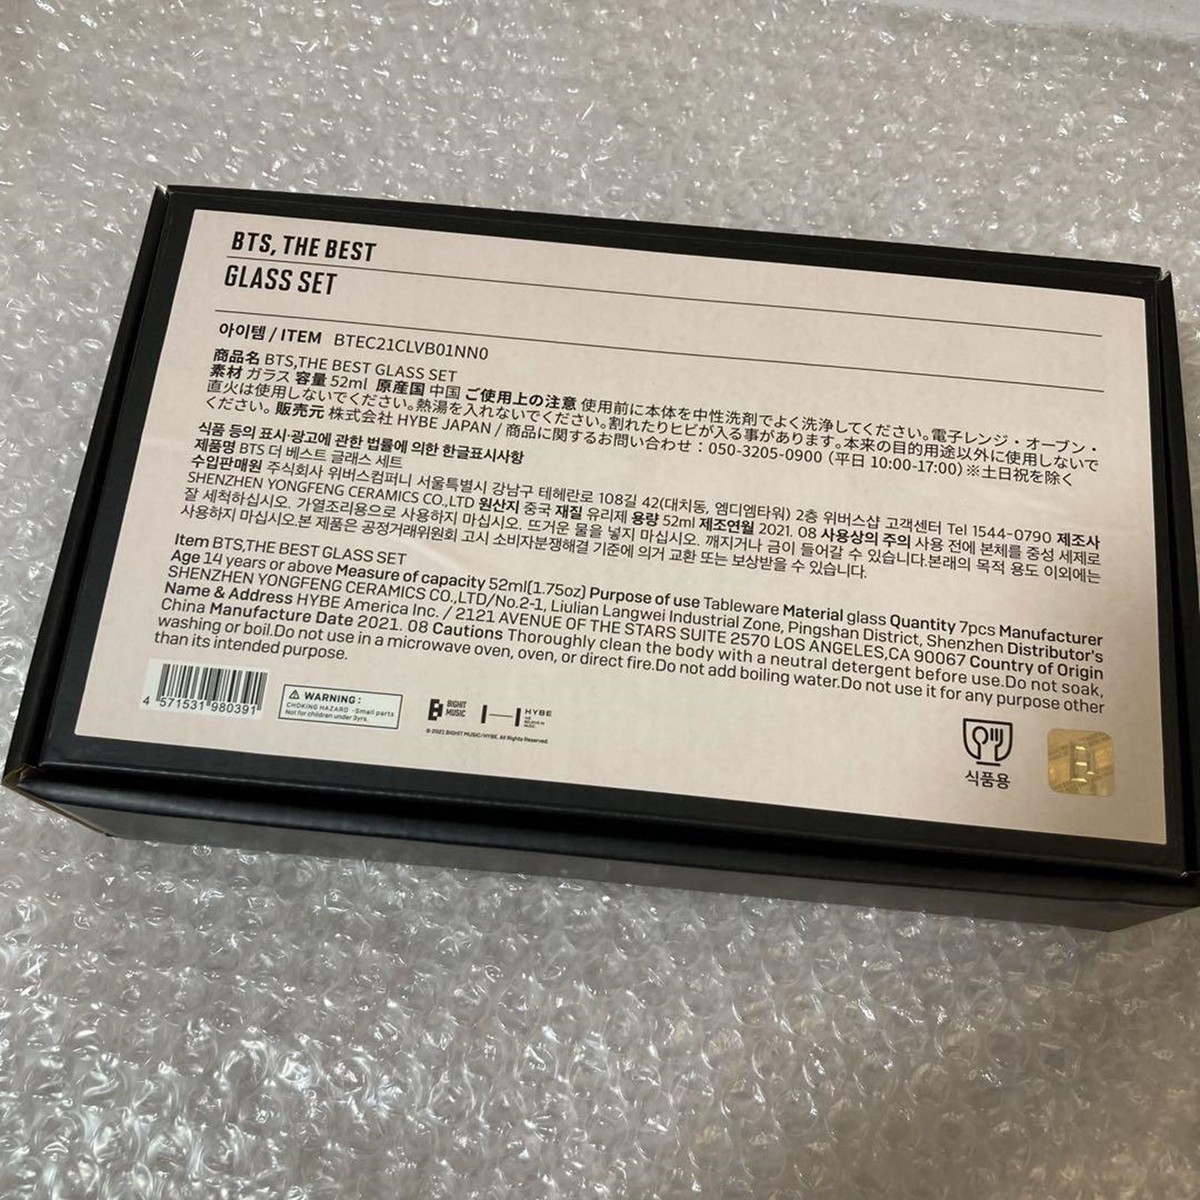 BTS, THE BEST
GLASS SET
아이템 / ITEM BTEC21CLVB01NN0
商品名 BTS,THE BEST GLASS SET
素材 ガラス 容量 52ml 原産国 中国 ご使用上の注意 使用前に本体を中性洗剤でよく洗浄してください。電子レンジ・オーブン・
直火は使用しないでください。熱湯を入れないでください。割れたりヒビが入る事があります。本来の目的用途以外に使用しないで
ください。 販売元 株式会社 HYBE JAPAN / 商品に関するお問い合わせ：050-3205-0900 (平日 10:00-17:00) ※土日祝を除く
식품 등의 표시·광고에 관한 법률에 의한 한글표시사항
제품명 BTS 더 베스트 글래스 세트
수입판매원 주식회사 위버스컴퍼니 서울특별시 강남구 테헤란로 108길 42(대치동, 엠디엠타워) 2층 위버스샵 고객센터 Tel 1544-0790 제조사
SHENZHEN YONGFENG CERAMICS CO.,LTD 원산지 중국 재질 유리제 용량 52ml 제조연월 2021. 08 사용상의 주의 사용 전에 본체를 중성 세제로
잘 세척하십시오. 가열조리용으로 사용하지 마십시오. 뜨거운 물을 넣지 마십시오. 깨지거나 금이 들어갈 수 있습니다.본래의 목적 용도 이외에는
사용하지 마십시오.본 제품은 공정거래위원회 고시 소비자분쟁해결 기준에 의거 교환 또는 보상받을 수 있습니다.
Item BTS,THE BEST GLASS SET
Age 14 years or above Measure of capacity 52ml[1.75oz] Purpose of use Tableware Material glass Quantity 7pcs Manufacturer
SHENZHEN YONGFENG CERAMICS CO.,LTD/No.2-1, Liulian Langwei Industrial Zone, Pingshan District, Shenzhen Distributor's
Name & Address HYBE America Inc. / 2121 AVENUE OF THE STARS SUITE 2570 LOS ANGELES,CA 90067 Country of Origin
China Manufacture Date 2021. 08 Cautions Thoroughly clean the body with a neutral detergent before use.Do not soak,
washing or boil.Do not use in a microwave oven, oven, or direct fire.Do not add boiling water.Do not use it for any purpose other
than its intended purpose.
4 571531 980391
WARNING :
CHOKING HAZARD -Small parts
Not for children under 3yrs.
BIGHIT
MUSIC
HYBE
WE
BELIEVE IN
MUSIC
© 2021 BIGHIT MUSIC/HYBE. All Rights Reserved.
식품용